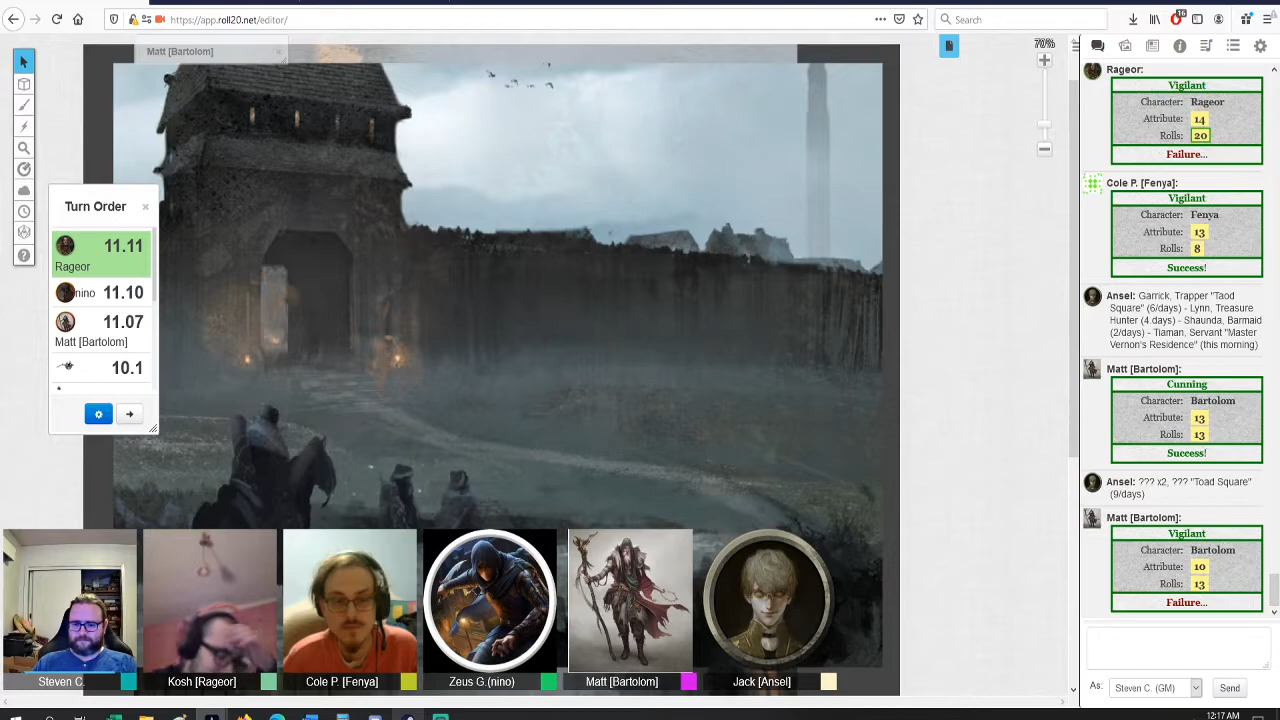 https://app.roll20.net/editor/
Search
16
Matt [Bartolom]
70%
Turn Order
11.11
Rageor
nino
11.10
11.07
Matt [Bartolom]
10.1
Rageor:
Vigilant
Character: Rageor
Attribute: 14
Rolls: 20
Failure...
Cole P. [Fenya]:
Vigilant
Character: Fenya
Attribute: 13
Rolls: 8
Success!
Ansel: Garrick, Trapper "Taod
Square" (6/days) - Lynn, Treasure
Hunter (4 days) - Shaunda, Barmaid
(2/days) - Tiaman, Servant "Master
Vernon's Residence" (this morning)
Matt [Bartolom]:
Cunning
Character: Bartolom
Attribute: 13
Rolls: 13
Success!
Ansel: ??? x2, ??? "Toad Square"
(9/days)
Matt [Bartolom]:
Vigilant
Character: Bartolom
Attribute: 10
Rolls: 13
Failure...
As: Steven C. (GM)
Send
Steven C.
Kosh [Rageor]
Cole P. [Fenya]
Zeus G.(nino)
Matt [Bartolom]
Jack [Ansel]
12:17 AM